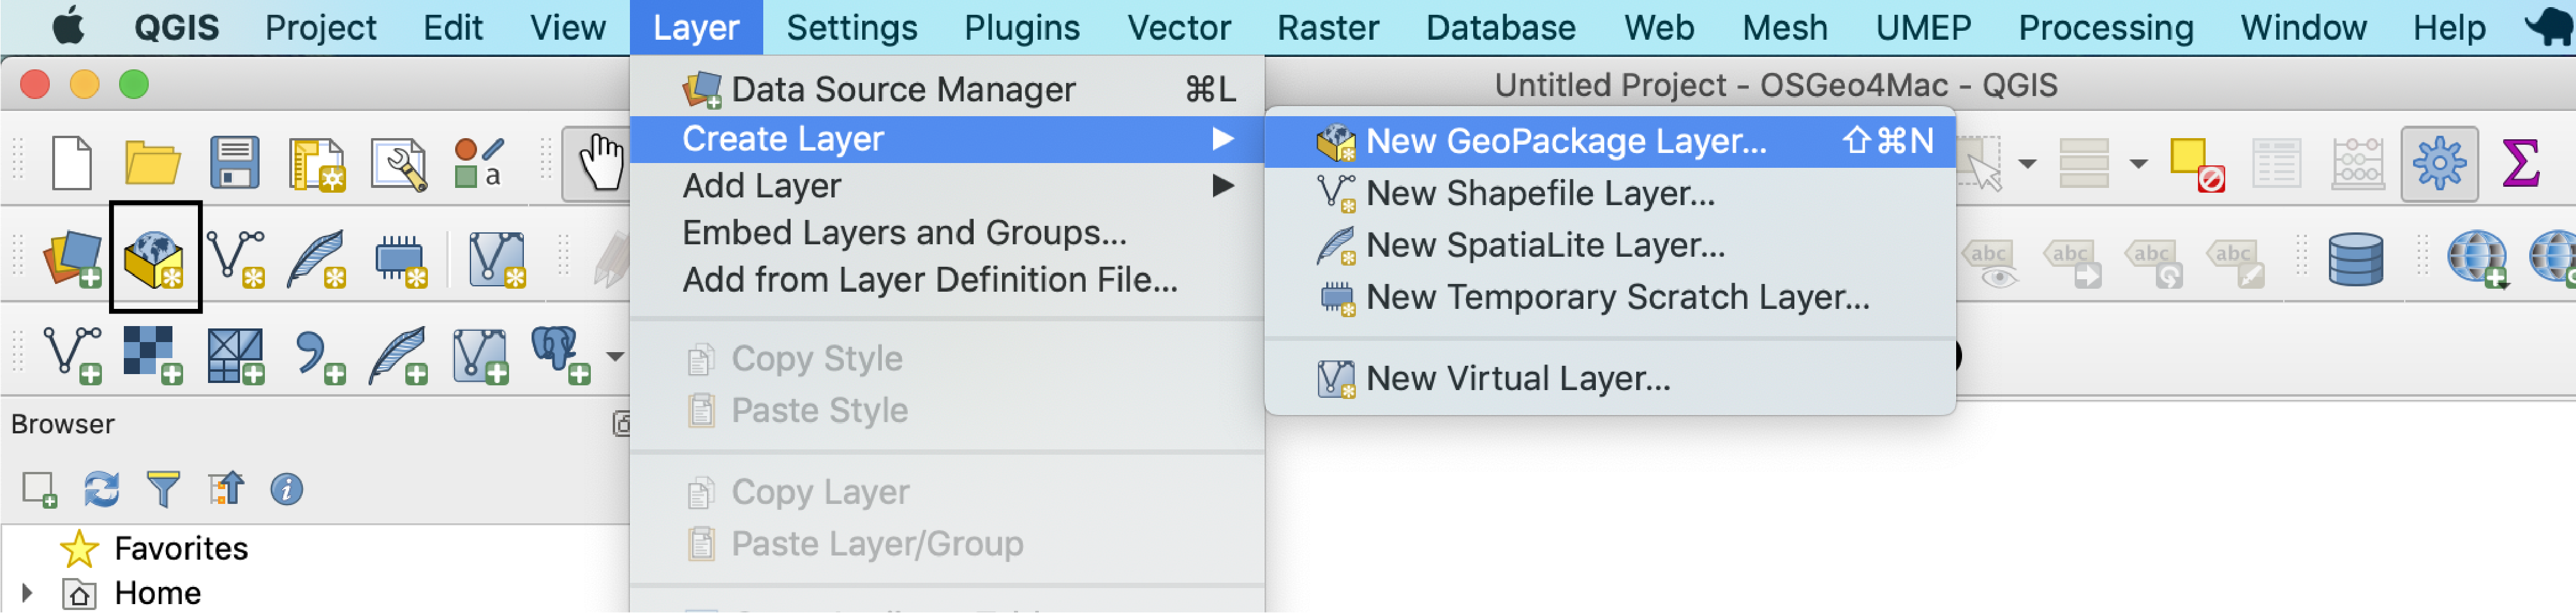 QGIS Project Edit View Layer Settings Plugins Vector Raster Database Web Mesh UMEP Processing Window Help
Untitled Project - OSGeo4Mac - QGIS
Data Source Manager ⌘L
Create Layer
Add Layer
Embed Layers and Groups...
Add from Layer Definition File...
Copy Style
Paste Style
Copy Layer
Paste Layer/Group
New GeoPackage Layer... ⇧⌘N
New Shapefile Layer...
New SpatiaLite Layer...
New Temporary Scratch Layer...
New Virtual Layer...
a
abc abc abc abc
Browser
Favorites
Home